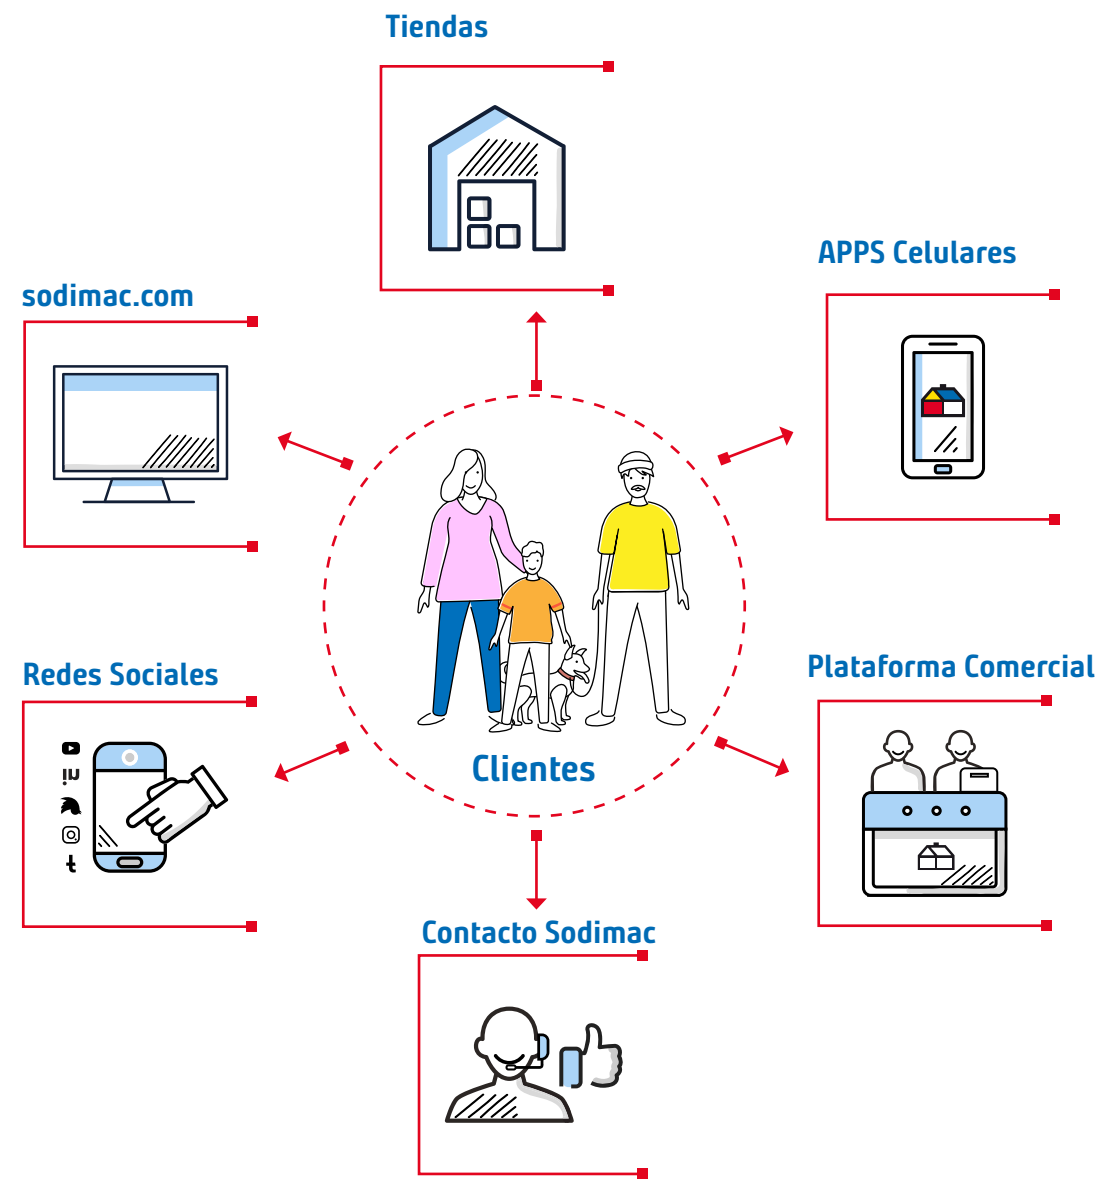 Tiendas
APPS Celulares
sodimac.com
Redes Sociales
Plataforma Comercial
Clientes
Contacto Sodimac